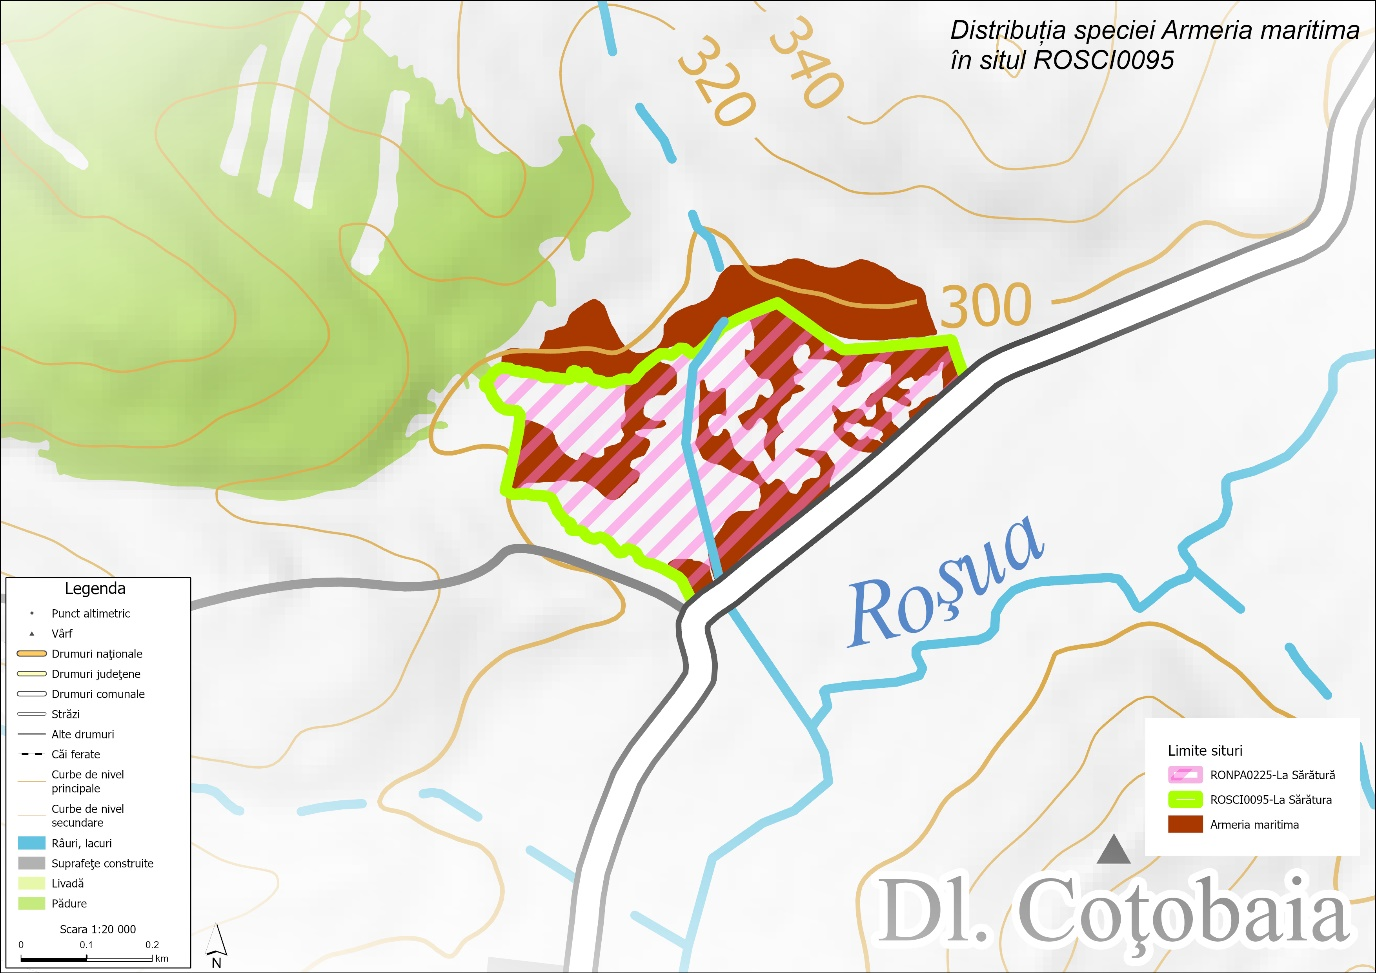 Distribuția speciei Armeria maritima
în situl ROSCI0095
320
340
300
Roșua
Legenda
Punct altimetric
Vârf
Drumuri naționale
Drumuri județene
Drumuri comunale
Străzi
Alte drumuri
Căi ferate
Curbe de nivel
principale
Curbe de nivel
secundare
Râuri, lacuri
Suprafețe construite
Livadă
Pădure
Scara 1:20 000
0 0.1 0.2
km
N
Limite situri
RONPA0225-La Sărătură
ROSCI0095-La Sărătura
Armeria maritima
Dl. Coțobaia